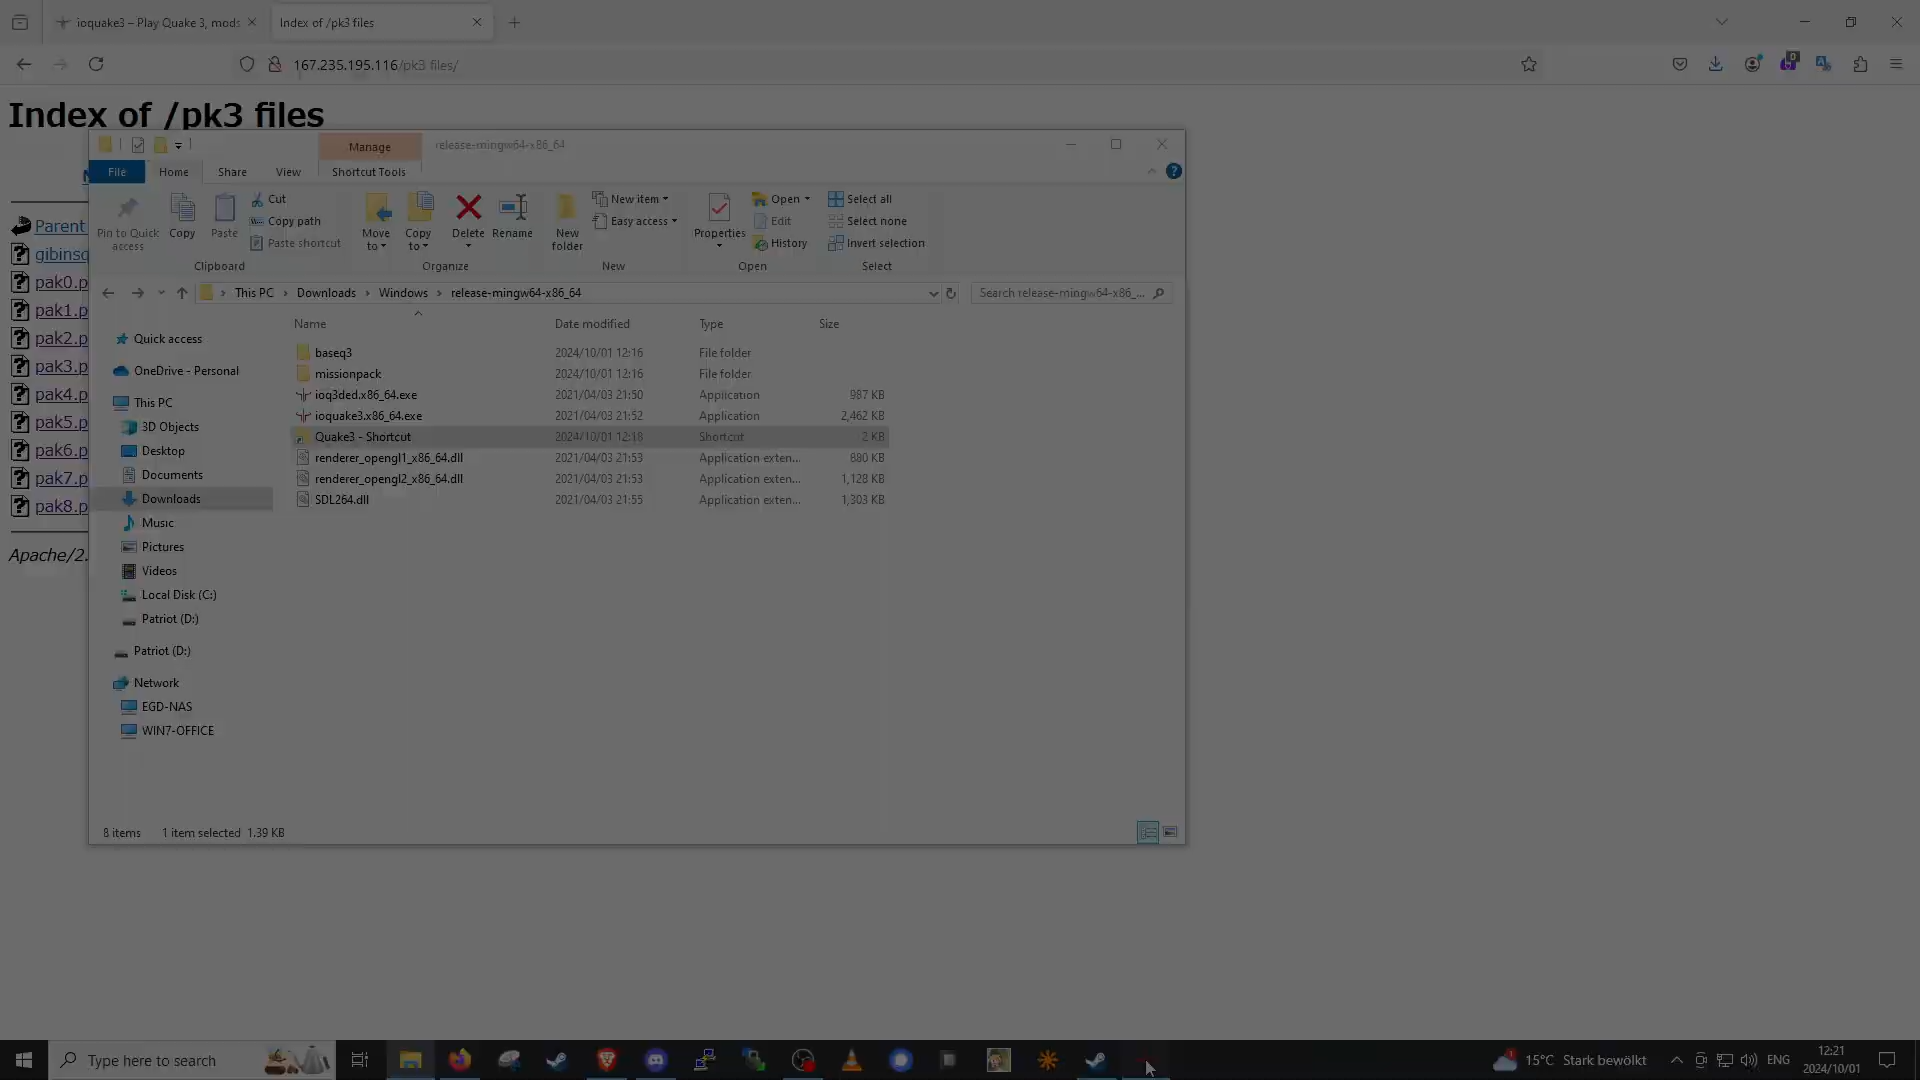 ioquake3 – Play Quake 3, mods
Index of /pk3 files
167.235.195.116/pk3 files/
0
Index of /pk3 files
Manage
release-mingw64-x86_64
File
Home
Share
View
Shortcut Tools
Pin to Quick access
Copy
Paste
Cut
Copy path
Paste shortcut
Move to
Copy to
Delete
Rename
New folder
New item
Easy access
Properties
Open
Edit
History
Select all
Select none
Invert selection
Clipboard
Organize
New
Open
Select
This PC
Downloads
Windows
release-mingw64-x86_64
Search release-mingw64-x86_...
Parent
gibinsq
pak0.p
pak1.p
pak2.p
pak3.p
pak4.p
pak5.p
pak6.p
pak7.p
pak8.p
Apache/2.
Quick access
OneDrive - Personal
This PC
3D Objects
Desktop
Documents
Downloads
Music
Pictures
Videos
Local Disk (C:)
Patriot (D:)
Patriot (D:)
Network
EGD-NAS
WIN7-OFFICE
Name Date modified Type Size
baseq3 2024/10/01 12:16 File folder
missionpack 2024/10/01 12:16 File folder
ioq3ded.x86_64.exe 2021/04/03 21:50 Application 987 KB
ioquake3.x86_64.exe 2021/04/03 21:52 Application 2,462 KB
Quake3 - Shortcut 2024/10/01 12:18 Shortcut 2 KB
renderer_opengl1_x86_64.dll 2021/04/03 21:53 Application exten... 880 KB
renderer_opengl2_x86_64.dll 2021/04/03 21:53 Application exten... 1,128 KB
SDL264.dll 2021/04/03 21:55 Application exten... 1,303 KB
8 items 1 item selected 1.39 KB
Type here to search
15°C Stark bewölkt
ENG
12:21
2024/10/01